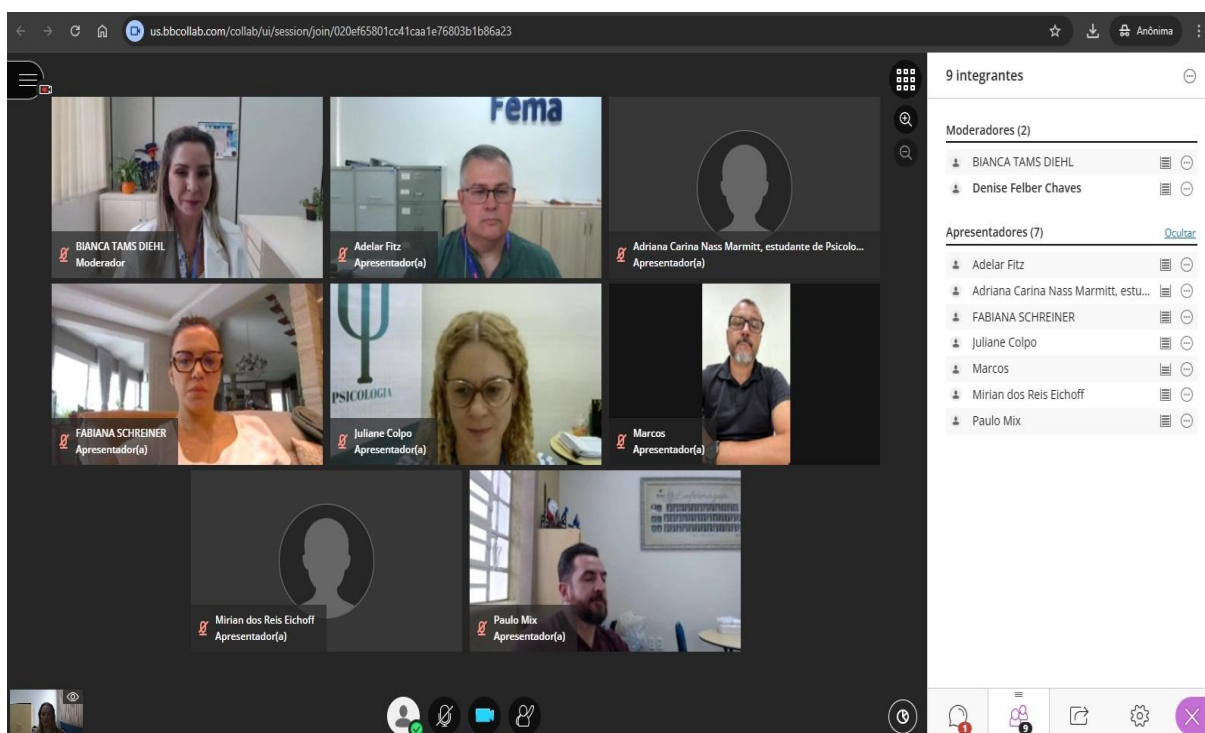 us.bbcollab.com/collab/ui/session/join/020ef65801cc41caa1e76803b1b86a23
Anônima
Fema
BIANCA TAMS DIEHL
Moderador
Adelar Fitz
Apresentador(a)
Adriana Carina Nass Marmitt, estudante de Psicolo...
Apresentador(a)
FABIANA SCHREINER
Apresentador(a)
PSICOLOGIA
Juliane Colpo
Apresentador(a)
Marcos
Apresentador(a)
Mirian dos Reis Eichoff
Apresentador(a)
Enfermagem
Paulo Mix
Apresentador(a)
9 integrantes
Moderadores (2)
BIANCA TAMS DIEHL
Denise Felber Chaves
Apresentadores (7)
Ocultar
Adelar Fitz
Adriana Carina Nass Marmitt, estu...
FABIANA SCHREINER
Juliane Colpo
Marcos
Mirian dos Reis Eichoff
Paulo Mix
1
9